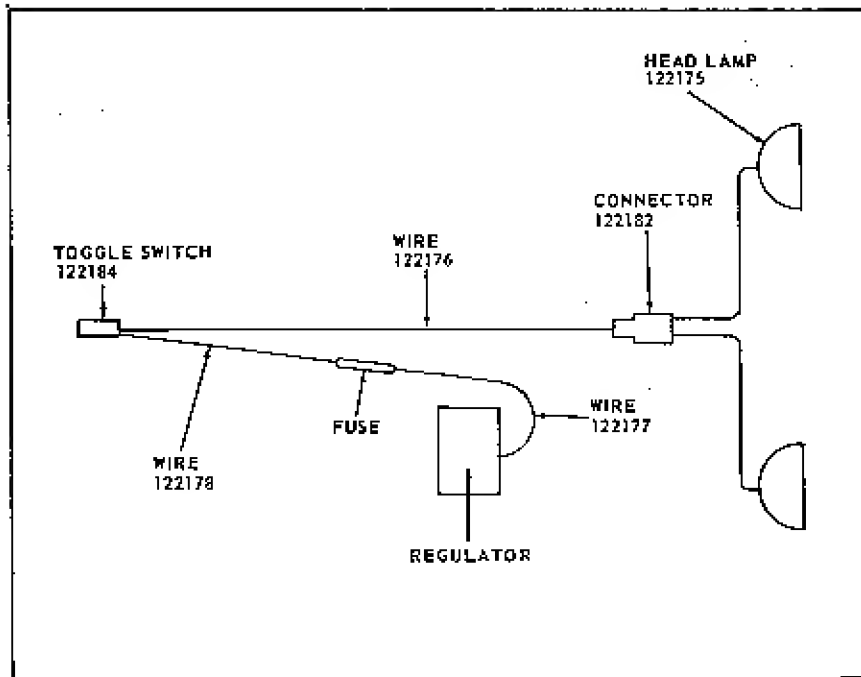 HEAD LAMP
122175
CONNECTOR
122182
WIRE
122176
TOGGLE SWITCH
122184
FUSE
WIRE
122177
WIRE
122178
REGULATOR